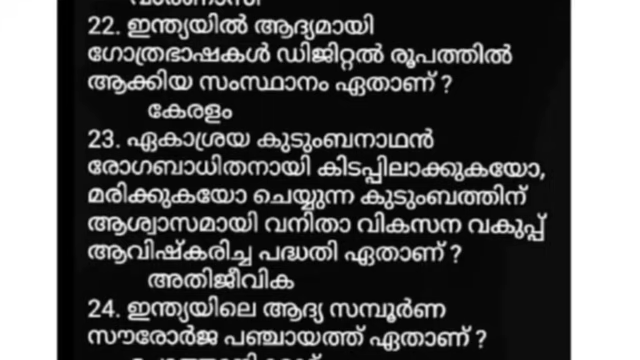 വാരണാസി
22. ഇന്ത്യയിൽ ആദ്യമായി
ഗോത്രഭാഷകൾ ഡിജിറ്റൽ രൂപത്തിൽ
ആക്കിയ സംസ്ഥാനം ഏതാണ് ?
കേരളം
23. ഏകാശ്രയ കുടുംബനാഥൻ
രോഗബാധിതനായി കിടപ്പിലാക്കുകയോ,
മരിക്കുകയോ ചെയ്യുന്ന കുടുംബത്തിന്
ആശ്വാസമായി വനിതാ വികസന വകുപ്പ്
ആവിഷ്കരിച്ച പദ്ധതി ഏതാണ് ?
അതിജീവിക
24. ഇന്ത്യയിലെ ആദ്യ സമ്പൂർണ
സൗരോർജ പഞ്ചായത്ത് ഏതാണ് ?